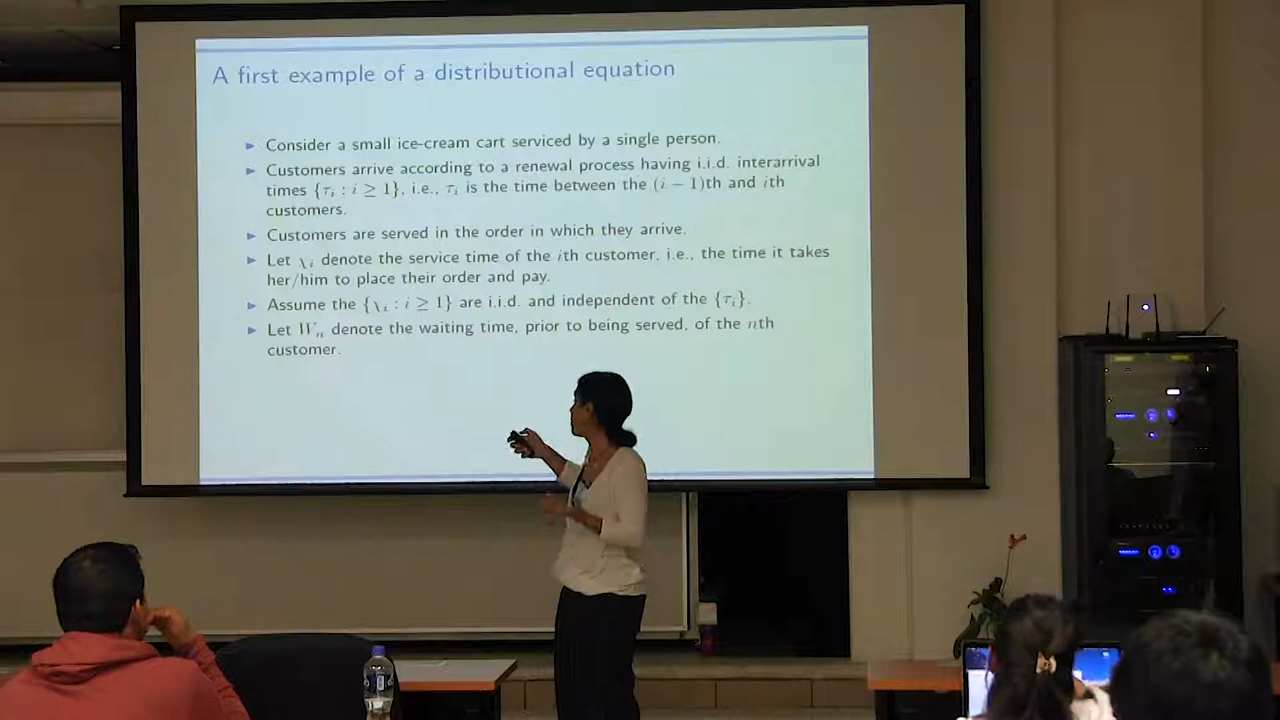 A first example of a distributional equation
▶ Consider a small ice-cream cart serviced by a single person.
▶ Customers arrive according to a renewal process having i.i.d. interarrival
times {τᵢ : i ≥ 1}, i.e., τᵢ is the time between the (i − 1)th and ith
customers.
▶ Customers are served in the order in which they arrive.
▶ Let χᵢ denote the service time of the ith customer, i.e., the time it takes
her/him to place their order and pay.
▶ Assume the {χᵢ : i ≥ 1} are i.i.d. and independent of the {τᵢ}.
▶ Let Wₙ denote the waiting time, prior to being served, of the nth
customer.